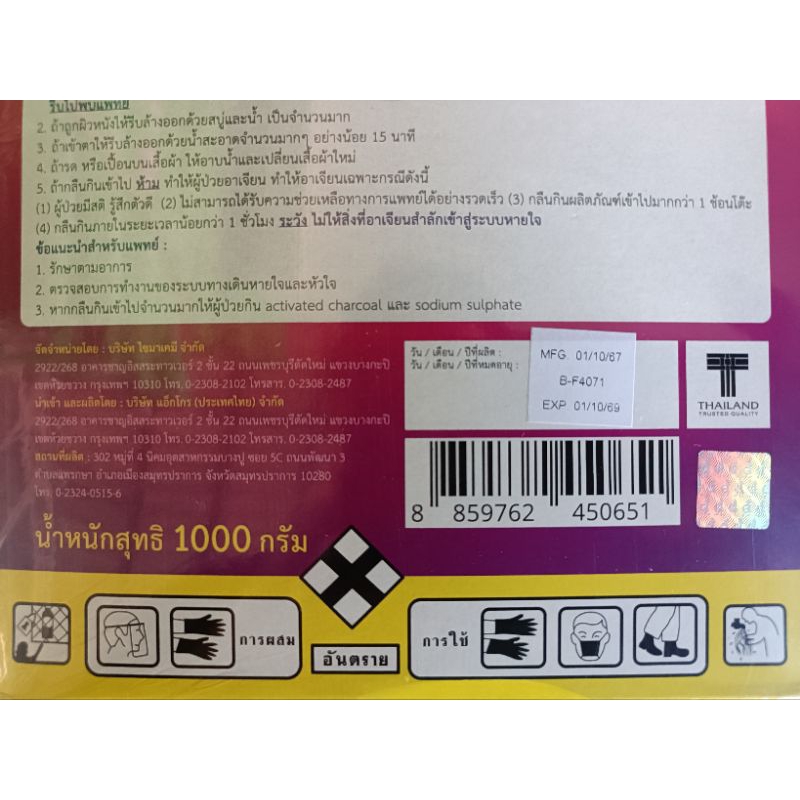 รีบไปพบแพทย์
2. ถ้าถูกผิวหนังให้รีบล้างออกด้วยสบู่และน้ำ เป็นจำนวนมาก
3. ถ้าเข้าตาให้รีบล้างออกด้วยน้ำสะอาดจำนวนมากๆ อย่างน้อย 15 นาที
4. ถ้ารด หรือเปื้อนบนเสื้อผ้า ให้อาบน้ำและเปลี่ยนเสื้อผ้าใหม่
5. ถ้ากลืนกินเข้าไป ห้าม ทำให้ผู้ป่วยอาเจียน ทำให้อาเจียนเฉพาะกรณีดังนี้
(1) ผู้ป่วยมีสติ รู้สึกตัวดี (2) ไม่สามารถได้รับความช่วยเหลือทางการแพทย์ได้อย่างรวดเร็ว (3) กลืนกินผลิตภัณฑ์เข้าไปมากกว่า 1 ช้อนโต๊ะ
(4) กลืนกินภายในระยะเวลาน้อยกว่า 1 ชั่วโมง ระวัง ไม่ให้สิ่งที่อาเจียนสำลักเข้าสู่ระบบหายใจ
ข้อแนะนำสำหรับแพทย์ :
1. รักษาตามอาการ
2. ตรวจสอบการทำงานของระบบทางเดินหายใจและหัวใจ
3. หากกลืนกินเข้าไปจำนวนมากให้ผู้ป่วยกิน activated charcoal และ sodium sulphate
จัดจำหน่ายโดย : บริษัท ไซมาเคมี จำกัด
2922/268 อาคารชาญอิสสระทาวเวอร์ 2 ชั้น 22 ถนนเพชรบุรีตัดใหม่ แขวงบางกะปิ
เขตห้วยขวาง กรุงเทพฯ 10310 โทร. 0-2308-2102 โทรสาร. 0-2308-2487
นำเข้า และผลิตโดย : บริษัท แอ็กโกร (ประเทศไทย) จำกัด
2922/268 อาคารชาญอิสสระทาวเวอร์ 2 ชั้น 22 ถนนเพชรบุรีตัดใหม่ แขวงบางกะปิ
เขตห้วยขวาง กรุงเทพฯ 10310 โทร. 0-2308-2102 โทรสาร. 0-2308-2487
สถานที่ผลิต : 302 หมู่ที่ 4 นิคมอุตสาหกรรมบางปู ซอย 5C ถนนพัฒนา 3
ตำบลแพรกษา อำเภอเมืองสมุทรปราการ จังหวัดสมุทรปราการ 10280
โทร. 0-2324-0515-6
น้ำหนักสุทธิ 1000 กรัม
วัน / เดือน / ปีที่ผลิต :
วัน / เดือน / ปีที่หมดอายุ :
MFG. 01/10/67
B-F4071
EXP. 01/10/69
THAILAND
TRUSTED QUALITY
8 859762 450651
การผสม
อันตราย
การใช้